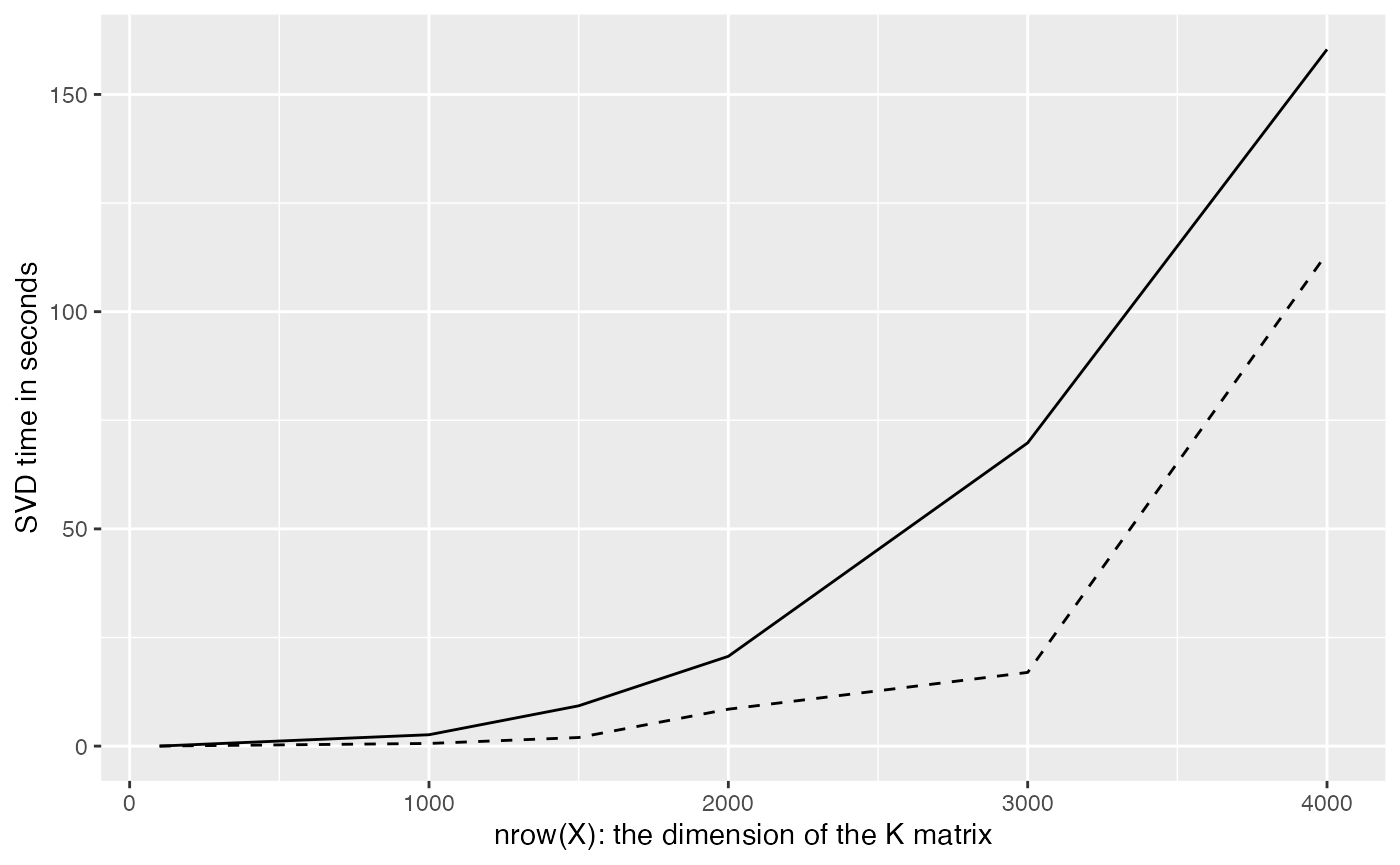 150
100
50
0
SVD time in seconds
0 1000 2000 3000 4000
nrow(X): the dimension of the K matrix